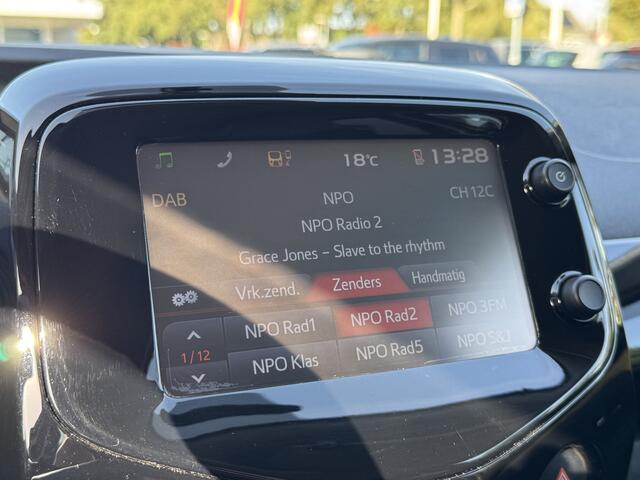 18°C 13:28
DAB NPO CH 12C
NPO Radio 2
Grace Jones – Slave to the rhythm
Vrk.zend. Zenders Handmatig
NPO Rad1 NPO Rad2 NPO 3FM
1/12
NPO Klas NPO Rad5 NPO S&J